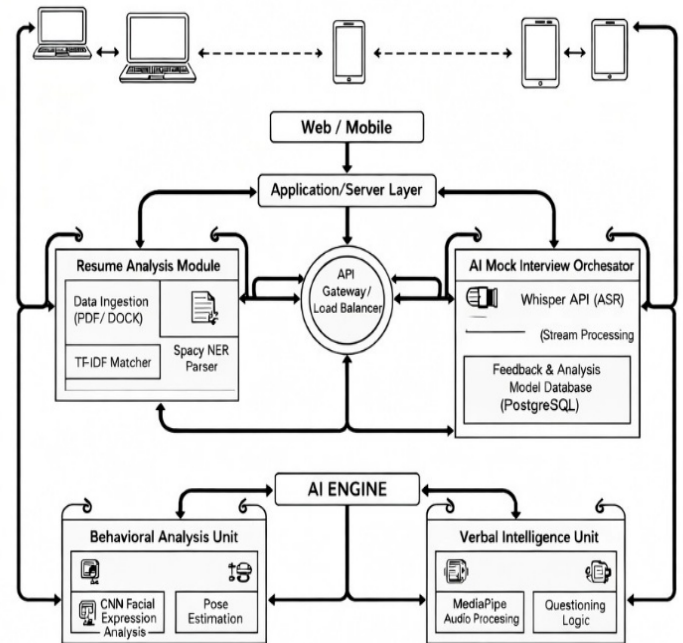 Web / Mobile
Application/Server Layer
Resume Analysis Module
Data Ingestion
(PDF/ DOCK)
TF-IDF Matcher
Spacy NER
Parser
API
Gateway/
Load Balancer
AI Mock Interview Orchesator
Whisper API (ASR)
(Stream Processing
Feedback & Analysis
Model Database
(PostgreSQL)
AI ENGINE
Behavioral Analysis Unit
CNN Facial
Expression
Analysis
Pose
Estimation
Verbal Intelligence Unit
MediaPipe
Audio Procesing
Questioning
Logic